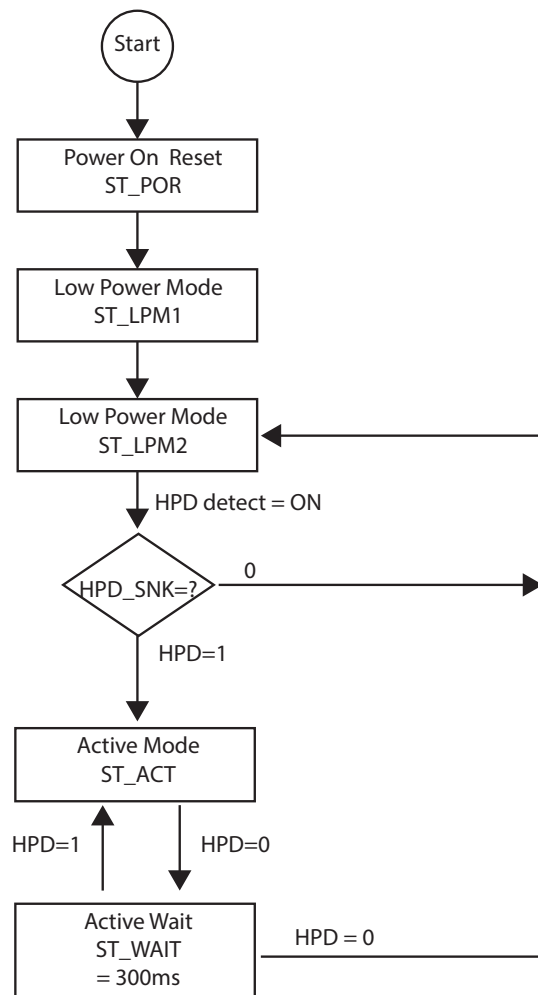 Start
Power On Reset
ST_POR
Low Power Mode
ST_LPM1
Low Power Mode
ST_LPM2
HPD detect = ON
HPD_SNK=?
0
HPD=1
Active Mode
ST_ACT
HPD=1
HPD=0
Active Wait
ST_WAIT
= 300ms
HPD = 0